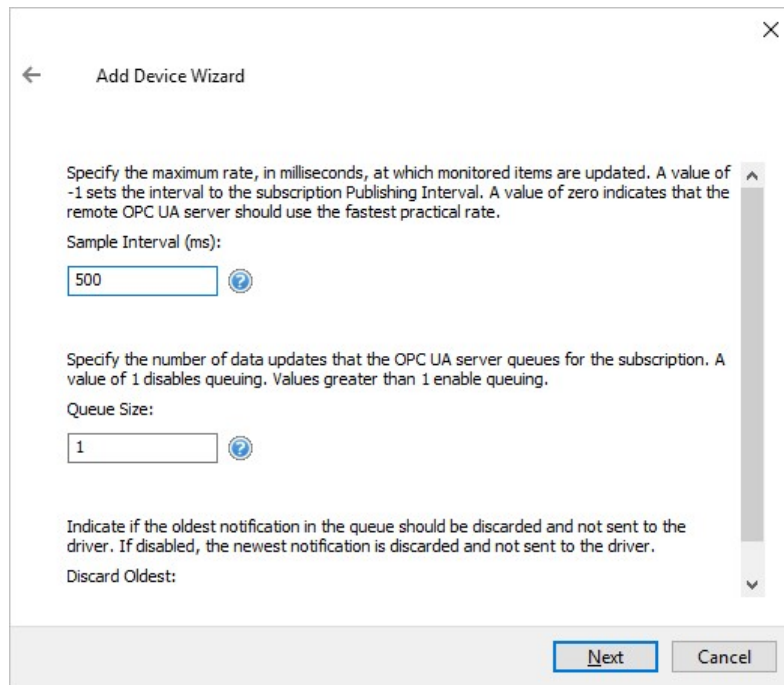 Add Device Wizard
Specify the maximum rate, in milliseconds, at which monitored items are updated. A value of
-1 sets the interval to the subscription Publishing Interval. A value of zero indicates that the
remote OPC UA server should use the fastest practical rate.
Sample Interval (ms):
500
Specify the number of data updates that the OPC UA server queues for the subscription. A
value of 1 disables queuing. Values greater than 1 enable queuing.
Queue Size:
1
Indicate if the oldest notification in the queue should be discarded and not sent to the
driver. If disabled, the newest notification is discarded and not sent to the driver.
Discard Oldest:
Next
Cancel